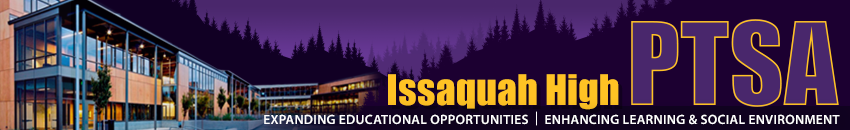 Issaquah High PTSA
EXPANDING EDUCATIONAL OPPORTUNITIES | ENHANCING LEARNING & SOCIAL ENVIRONMENT